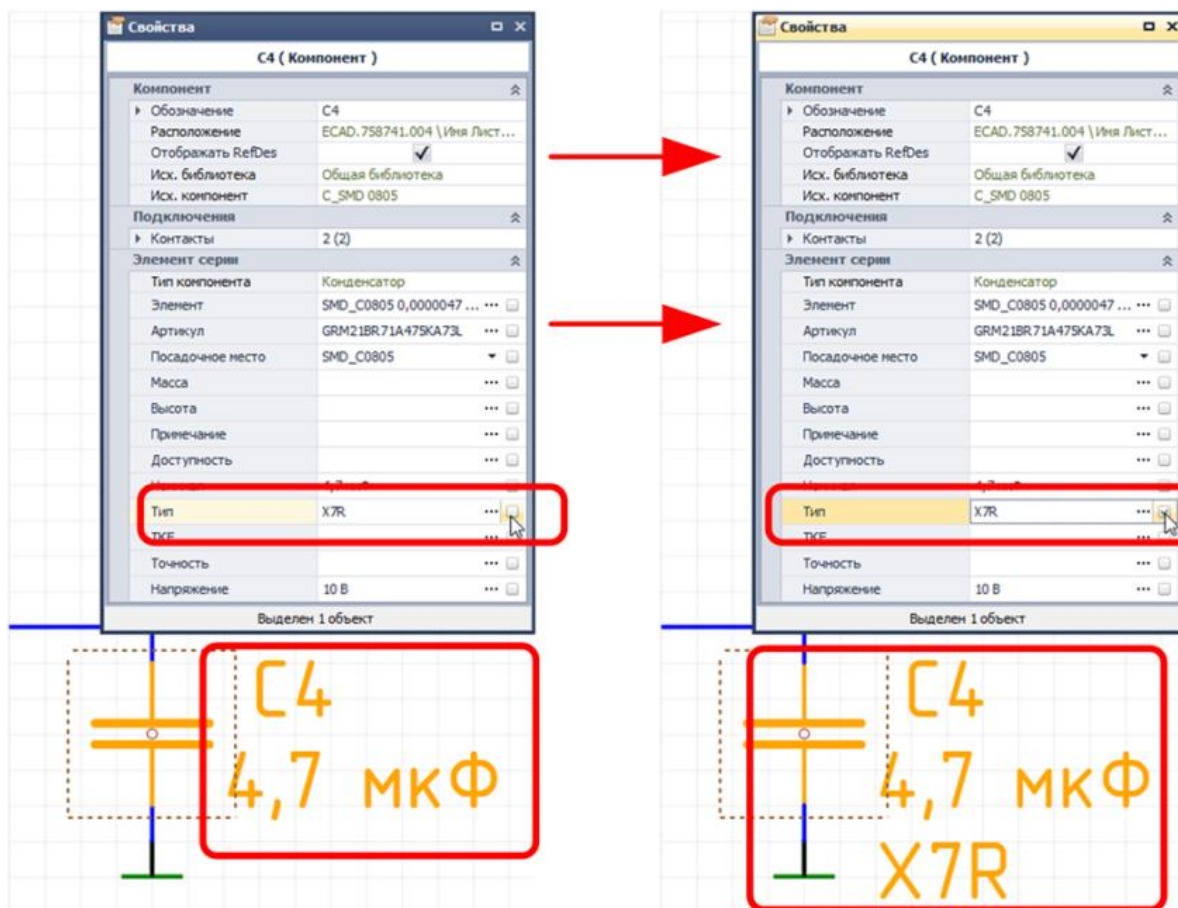 Свойства
C4 ( Компонент )
Компонент
Обозначение C4
Расположение ECAD.758741.004 \Имя Лист...
Отображать RefDes
Исх. библиотека Общая библиотека
Исх. компонент C_SMD 0805
Подключения
Контакты 2 (2)
Элемент серии
Тип компонента Конденсатор
Элемент SMD_C0805 0,0000047 ...
Артикул GRM21BR71A475KA73L
Посадочное место SMD_C0805
Масса
Высота
Примечание
Доступность
Тип X7R
ТКЕ
Точность
Напряжение 10 В
Выделен 1 объект
C4
4,7 мкФ
Свойства
C4 ( Компонент )
Компонент
Обозначение C4
Расположение ECAD.758741.004 \Имя Лист...
Отображать RefDes
Исх. библиотека Общая библиотека
Исх. компонент C_SMD 0805
Подключения
Контакты 2 (2)
Элемент серии
Тип компонента Конденсатор
Элемент SMD_C0805 0,0000047 ...
Артикул GRM21BR71A475KA73L
Посадочное место SMD_C0805
Масса
Высота
Примечание
Доступность
Тип X7R
ТКЕ
Точность
Напряжение 10 В
Выделен 1 объект
C4
4,7 мкФ
X7R